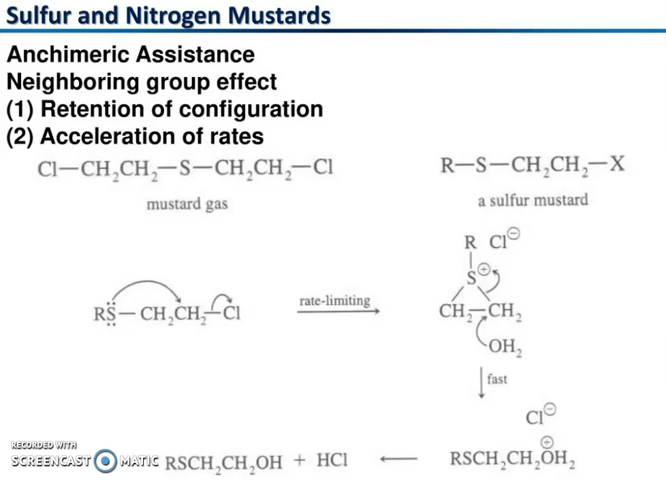 Sulfur and Nitrogen Mustards
Anchimeric Assistance
Neighboring group effect
(1) Retention of configuration
(2) Acceleration of rates
Cl—CH₂CH₂—S—CH₂CH₂—Cl
mustard gas
R—S—CH₂CH₂—X
a sulfur mustard
RS—CH₂CH₂—Cl
rate-limiting
R Cl⊖
S⊕
CH₂—CH₂
OH₂
fast
Cl⊖
RSCH₂CH₂O⊕H₂
RSCH₂CH₂OH + HCl
RECORDED WITH
SCREENCAST MATIC